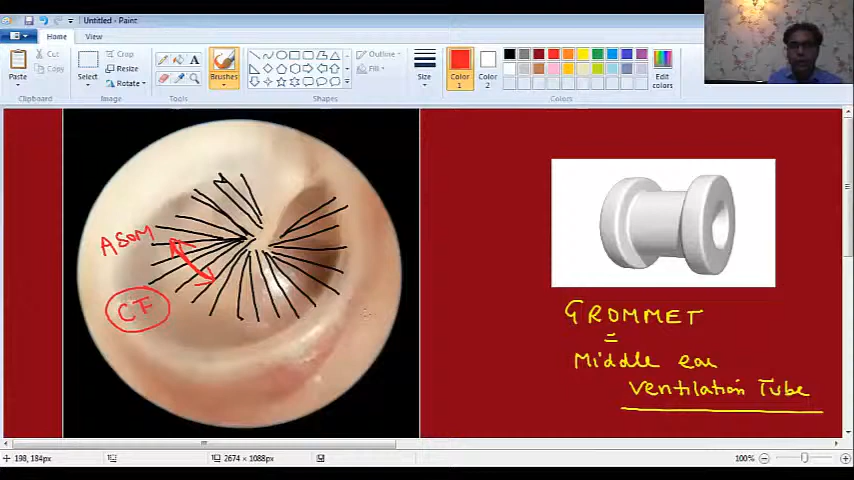 Untitled - Paint
Home View
Paste
Cut
Copy
Clipboard
Select
Crop
Resize
Rotate
Image
A
Tools
Brushes
Shapes
Outline
Fill
Size
Color 1
Color 2
Edit colors
Colors
ASOM
CF
GROMMET
=
Middle ear
Ventilation Tube
198, 184px
2674 × 1088px
100%